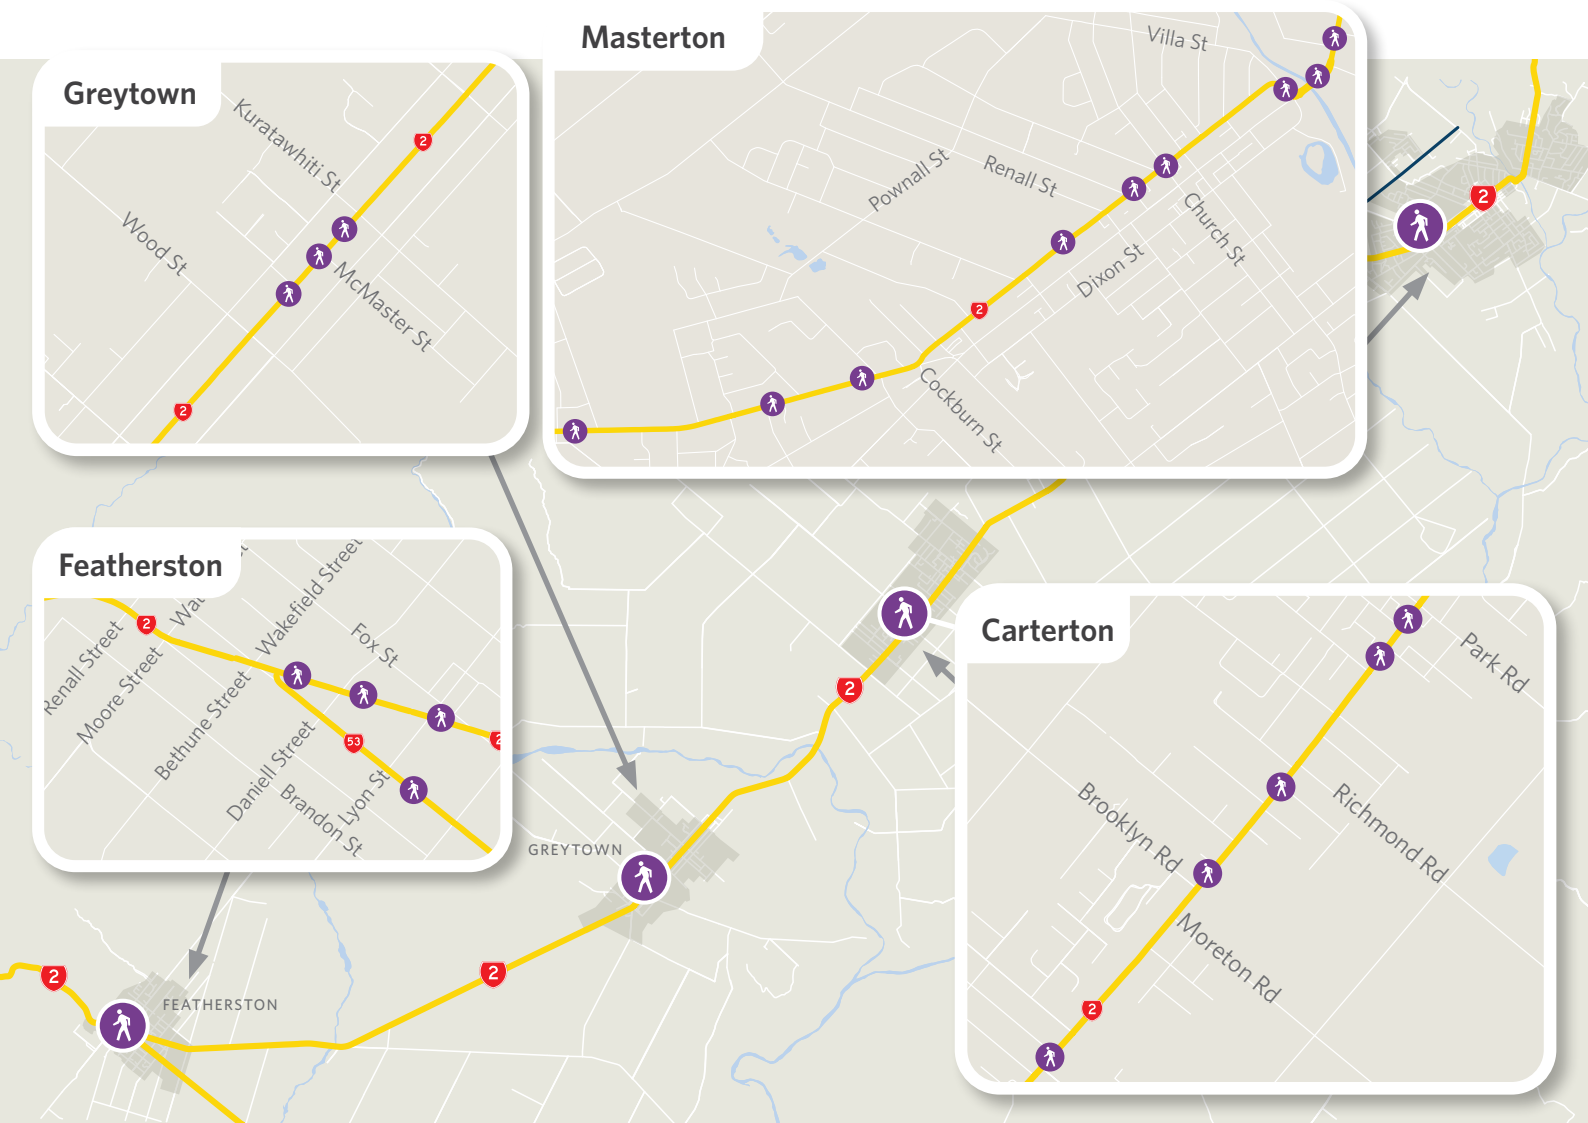 Greytown
Kuratawhiti St
2
Wood St
McMaster St
2
Masterton
Villa St
Pownall St
Renall St
Church St
Dixon St
2
Cockburn St
2
Featherston
2
Wakefield Street
Fox St
Renall Street
Moore Street
Bethune Street
Daniell Street
Brandon St
Lyon St
53
2
2
Carterton
Park Rd
Richmond Rd
Brooklyn Rd
Moreton Rd
2
GREYTOWN
2
2
FEATHERSTON